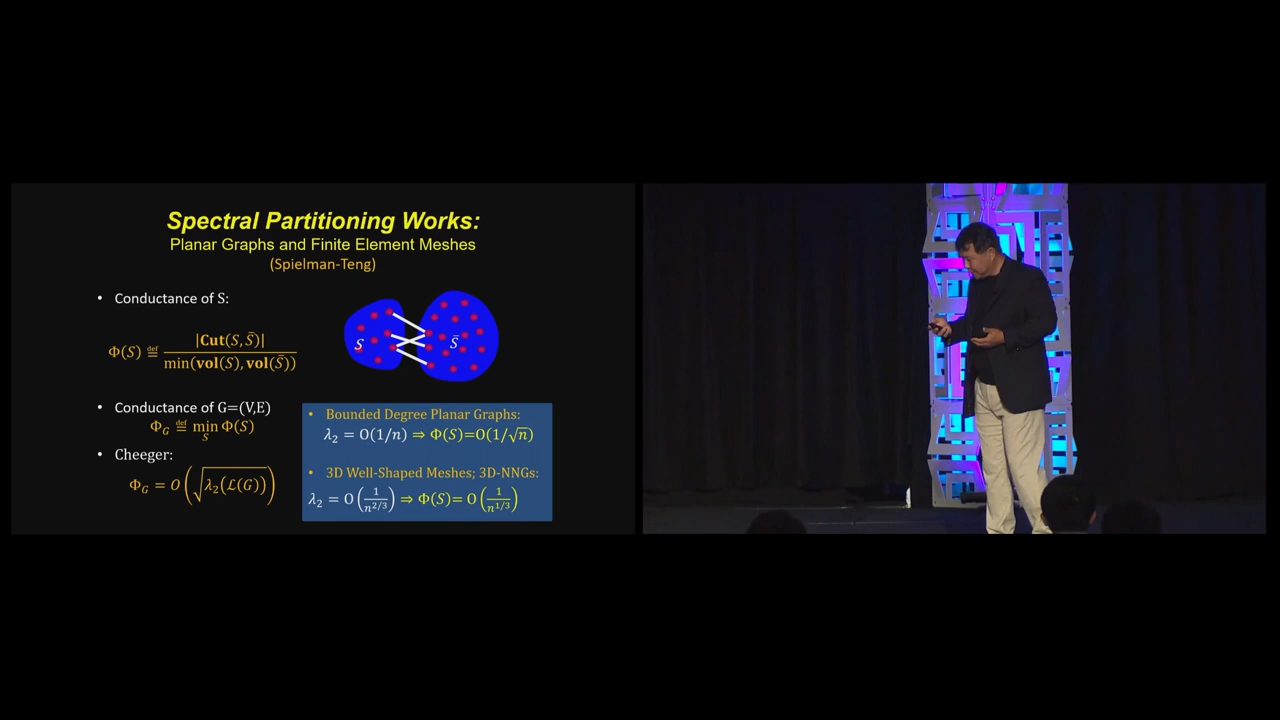 Spectral Partitioning Works:
Planar Graphs and Finite Element Meshes
(Spielman-Teng)
• Conductance of S:
Φ(S) ≝ |Cut(S, S̄)| / min(vol(S), vol(S̄))
S
S̄
• Conductance of G=(V,E)
Φ_G ≝ min_S Φ(S)
• Cheeger:
Φ_G = O(√λ₂(ℒ(G)))
• Bounded Degree Planar Graphs:
λ₂ = O(1/n) ⇒ Φ(S)=O(1/√n)
• 3D Well-Shaped Meshes; 3D-NNGs:
λ₂ = O(1/n^{2/3}) ⇒ Φ(S)= O(1/n^{1/3})